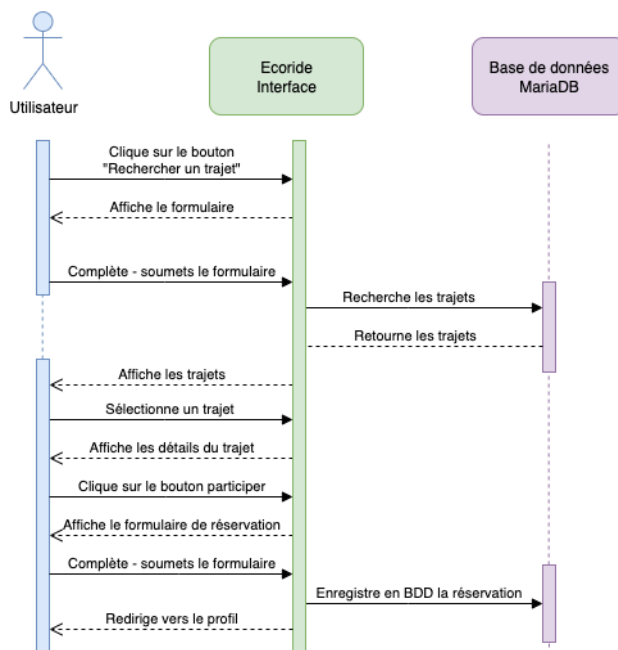 Utilisateur
Ecoride
Interface
Base de données
MariaDB
Clique sur le bouton
"Rechercher un trajet"
Affiche le formulaire
Complète - soumets le formulaire
Recherche les trajets
Retourne les trajets
Affiche les trajets
Sélectionne un trajet
Affiche les détails du trajet
Clique sur le bouton participer
Affiche le formulaire de réservation
Complète - soumets le formulaire
Enregistre en BDD la réservation
Redirige vers le profil